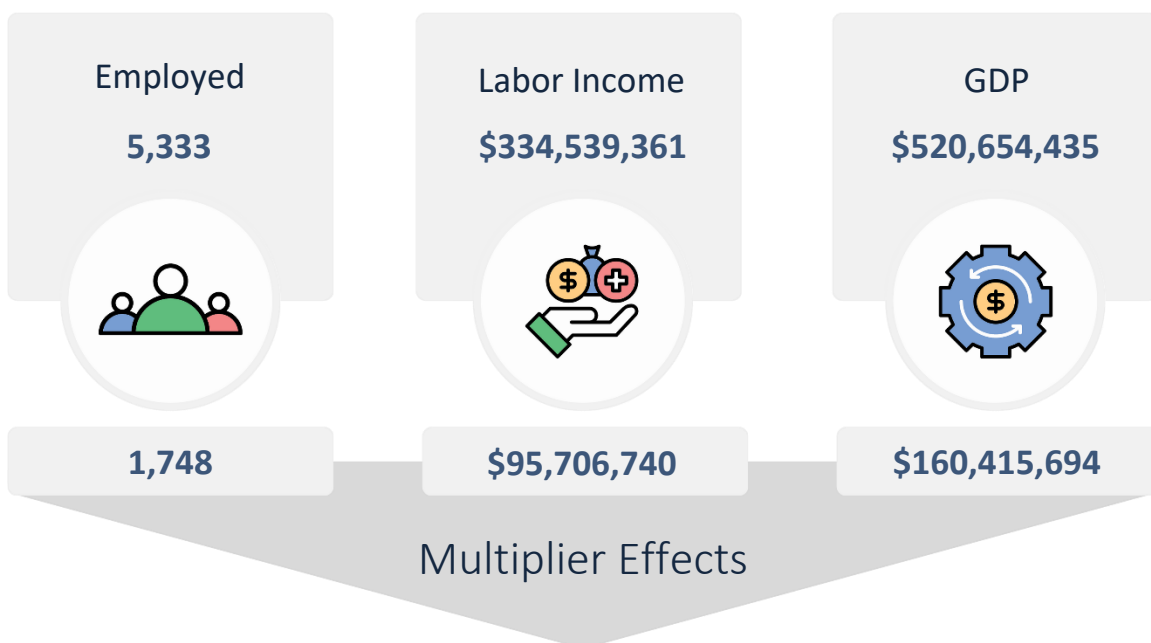 Employed
5,333
Labor Income
$334,539,361
GDP
$520,654,435
$
$
1,748
$95,706,740
$160,415,694
Multiplier Effects